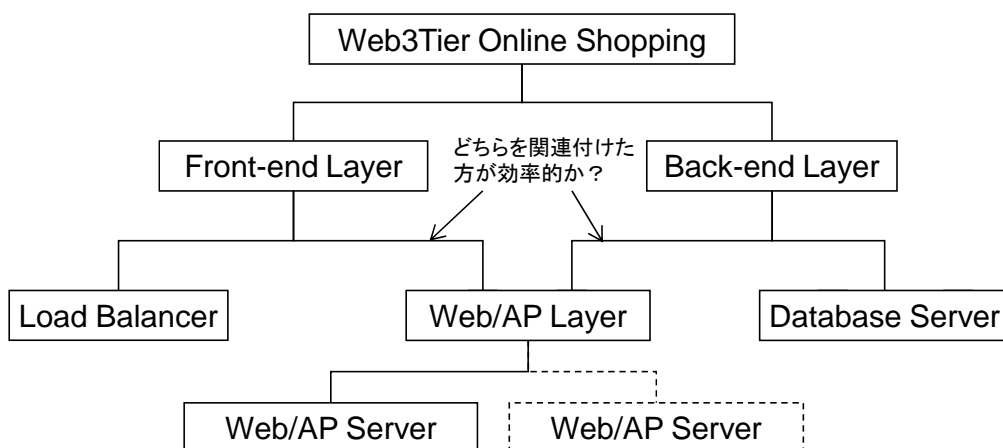 Web3Tier Online Shopping
Front-end Layer
どちらを関連付けた
方が効率的か？
Back-end Layer
Load Balancer
Web/AP Layer
Database Server
Web/AP Server
Web/AP Server